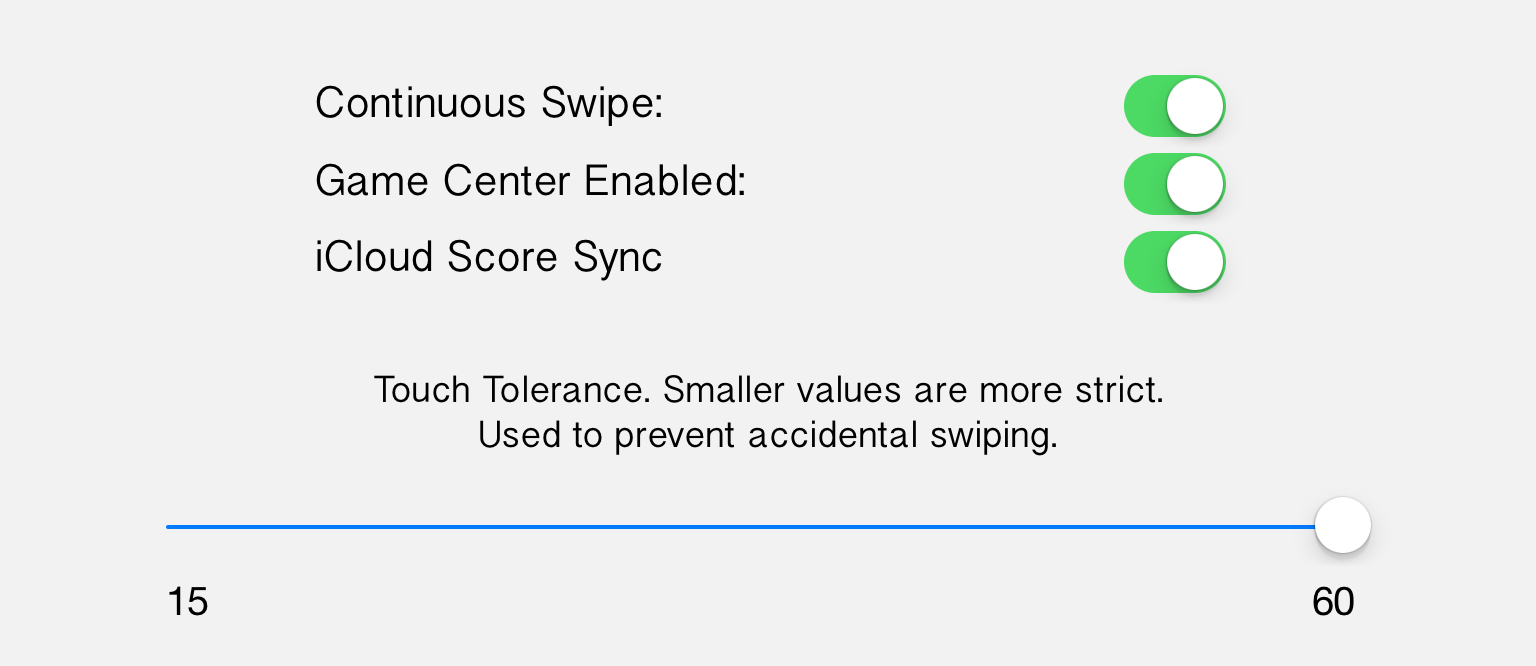 Continuous Swipe:
Game Center Enabled:
iCloud Score Sync
Touch Tolerance. Smaller values are more strict.
Used to prevent accidental swiping.
15
60